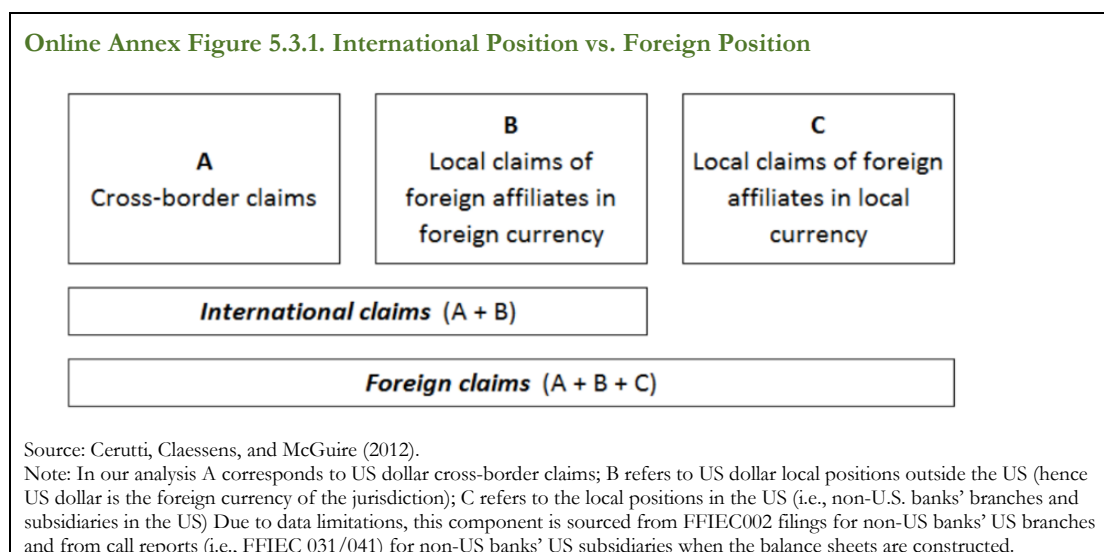 Online Annex Figure 5.3.1. International Position vs. Foreign Position
A
Cross-border claims
B
Local claims of
foreign affiliates in
foreign currency
C
Local claims of foreign
affiliates in local
currency
International claims (A + B)
Foreign claims (A + B + C)
Source: Cerutti, Claessens, and McGuire (2012).
Note: In our analysis A corresponds to US dollar cross-border claims; B refers to US dollar local positions outside the US (hence
US dollar is the foreign currency of the jurisdiction); C refers to the local positions in the US (i.e., non-U.S. banks’ branches and
subsidiaries in the US) Due to data limitations, this component is sourced from FFIEC002 filings for non-US banks’ US branches
and from call reports (i.e., FFIEC 031/041) for non-US banks’ US subsidiaries when the balance sheets are constructed.